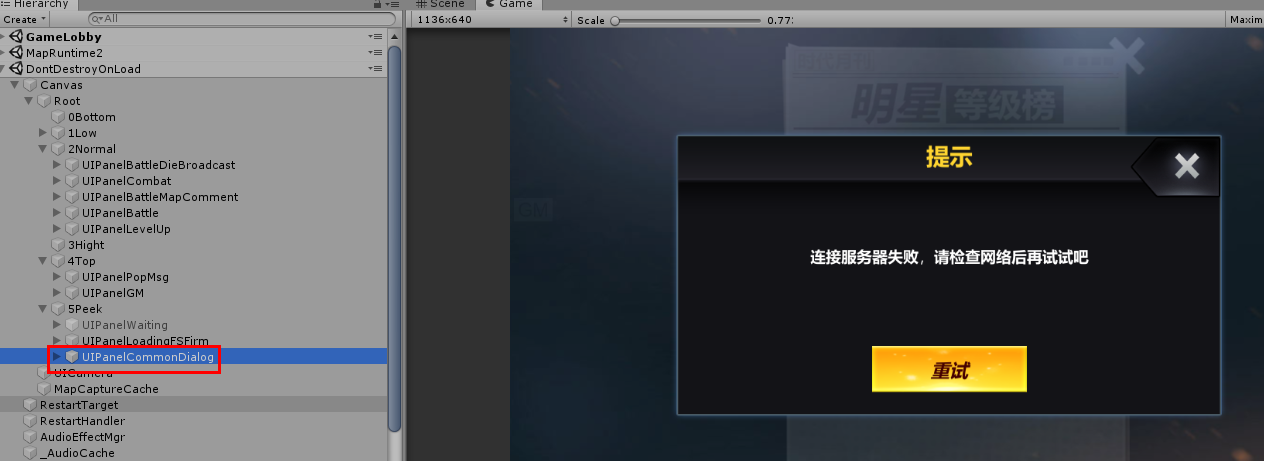 Hierarchy
Create
All
GameLobby
MapRuntime2
DontDestroyOnLoad
Canvas
Root
0Bottom
1Low
2Normal
UIPanelBattleDieBroadcast
UIPanelCombat
UIPanelBattleMapComment
UIPanelBattle
UIPanelLevelUp
3Hight
4Top
UIPanelPopMsg
UIPanelGM
5Peek
UIPanelWaiting
UIPanelLoadingFSFirm
UIPanelCommonDialog
UICamera
MapCaptureCache
RestartTarget
RestartHandler
AudioEffectMgr
_AudioCache
Scene
Game
1136x640
Scale
0.77
Maxim
明星等级榜
GM
提示
连接服务器失败，请检查网络后再试试吧
重试